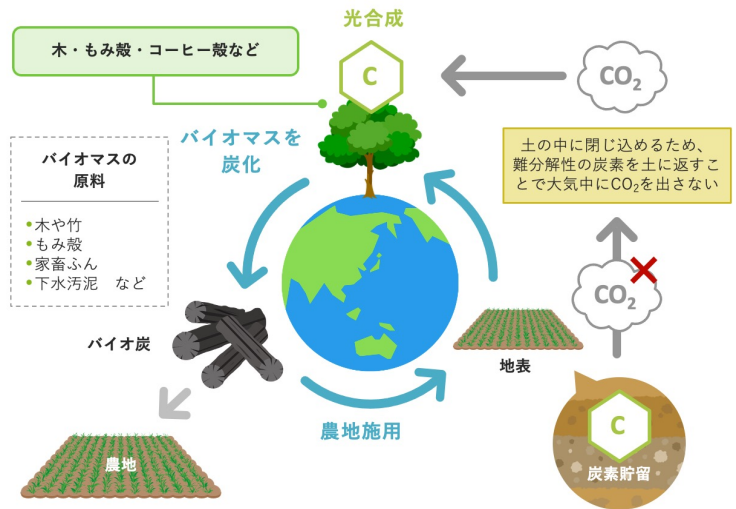 光合成
木・もみ殻・コーヒー殻など
C
CO₂
バイオマスを
炭化
土の中に閉じ込めるため、
難分解性の炭素を土に返すこ
とで大気中にCO₂を出さない
バイオマスの
原料
•木や竹
•もみ殻
•家畜ふん
•下水汚泥　など
CO₂
バイオ炭
地表
農地施用
C
農地
炭素貯留